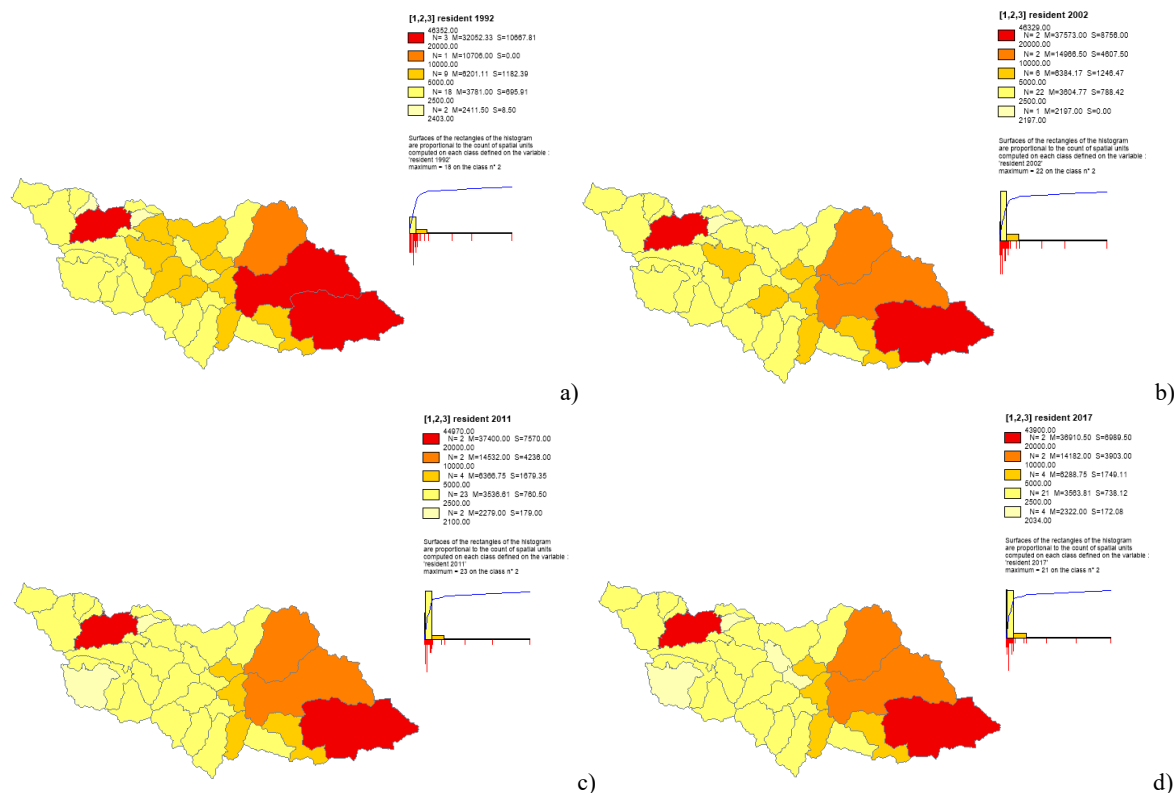 [1,2,3] resident 1992
46352.00
N= 3 M=32052.33 S=10667.81
20000.00
N= 1 M=10706.00 S=0.00
10000.00
N= 9 M=6201.11 S=1182.39
5000.00
N= 18 M=3781.00 S=695.91
2500.00
N= 2 M=2411.50 S=8.50
2403.00
Surfaces of the rectangles of the histogram
are proportional to the count of spatial units
computed on each class defined on the variable :
'resident 1992'
maximum = 18 on the class n° 2
a)
[1,2,3] resident 2002
46329.00
N= 2 M=37573.00 S=8756.00
20000.00
N= 2 M=14966.50 S=4607.50
10000.00
N= 6 M=6384.17 S=1246.47
5000.00
N= 22 M=3604.77 S=788.42
2500.00
N= 1 M=2197.00 S=0.00
2197.00
Surfaces of the rectangles of the histogram
are proportional to the count of spatial units
computed on each class defined on the variable :
'resident 2002'
maximum = 22 on the class n° 2
b)
[1,2,3] resident 2011
44970.00
N= 2 M=37400.00 S=7570.00
20000.00
N= 2 M=14532.00 S=4236.00
10000.00
N= 4 M=6366.75 S=1679.35
5000.00
N= 23 M=3536.61 S=760.50
2500.00
N= 2 M=2279.00 S=179.00
2100.00
Surfaces of the rectangles of the histogram
are proportional to the count of spatial units
computed on each class defined on the variable :
'resident 2011'
maximum = 23 on the class n° 2
c)
[1,2,3] resident 2017
43900.00
N= 2 M=36910.50 S=6989.50
20000.00
N= 2 M=14182.00 S=3903.00
10000.00
N= 4 M=6288.75 S=1749.11
5000.00
N= 21 M=3563.81 S=738.12
2500.00
N= 4 M=2322.00 S=172.08
2034.00
Surfaces of the rectangles of the histogram
are proportional to the count of spatial units
computed on each class defined on the variable :
'resident 2017'
maximum = 21 on the class n° 2
d)